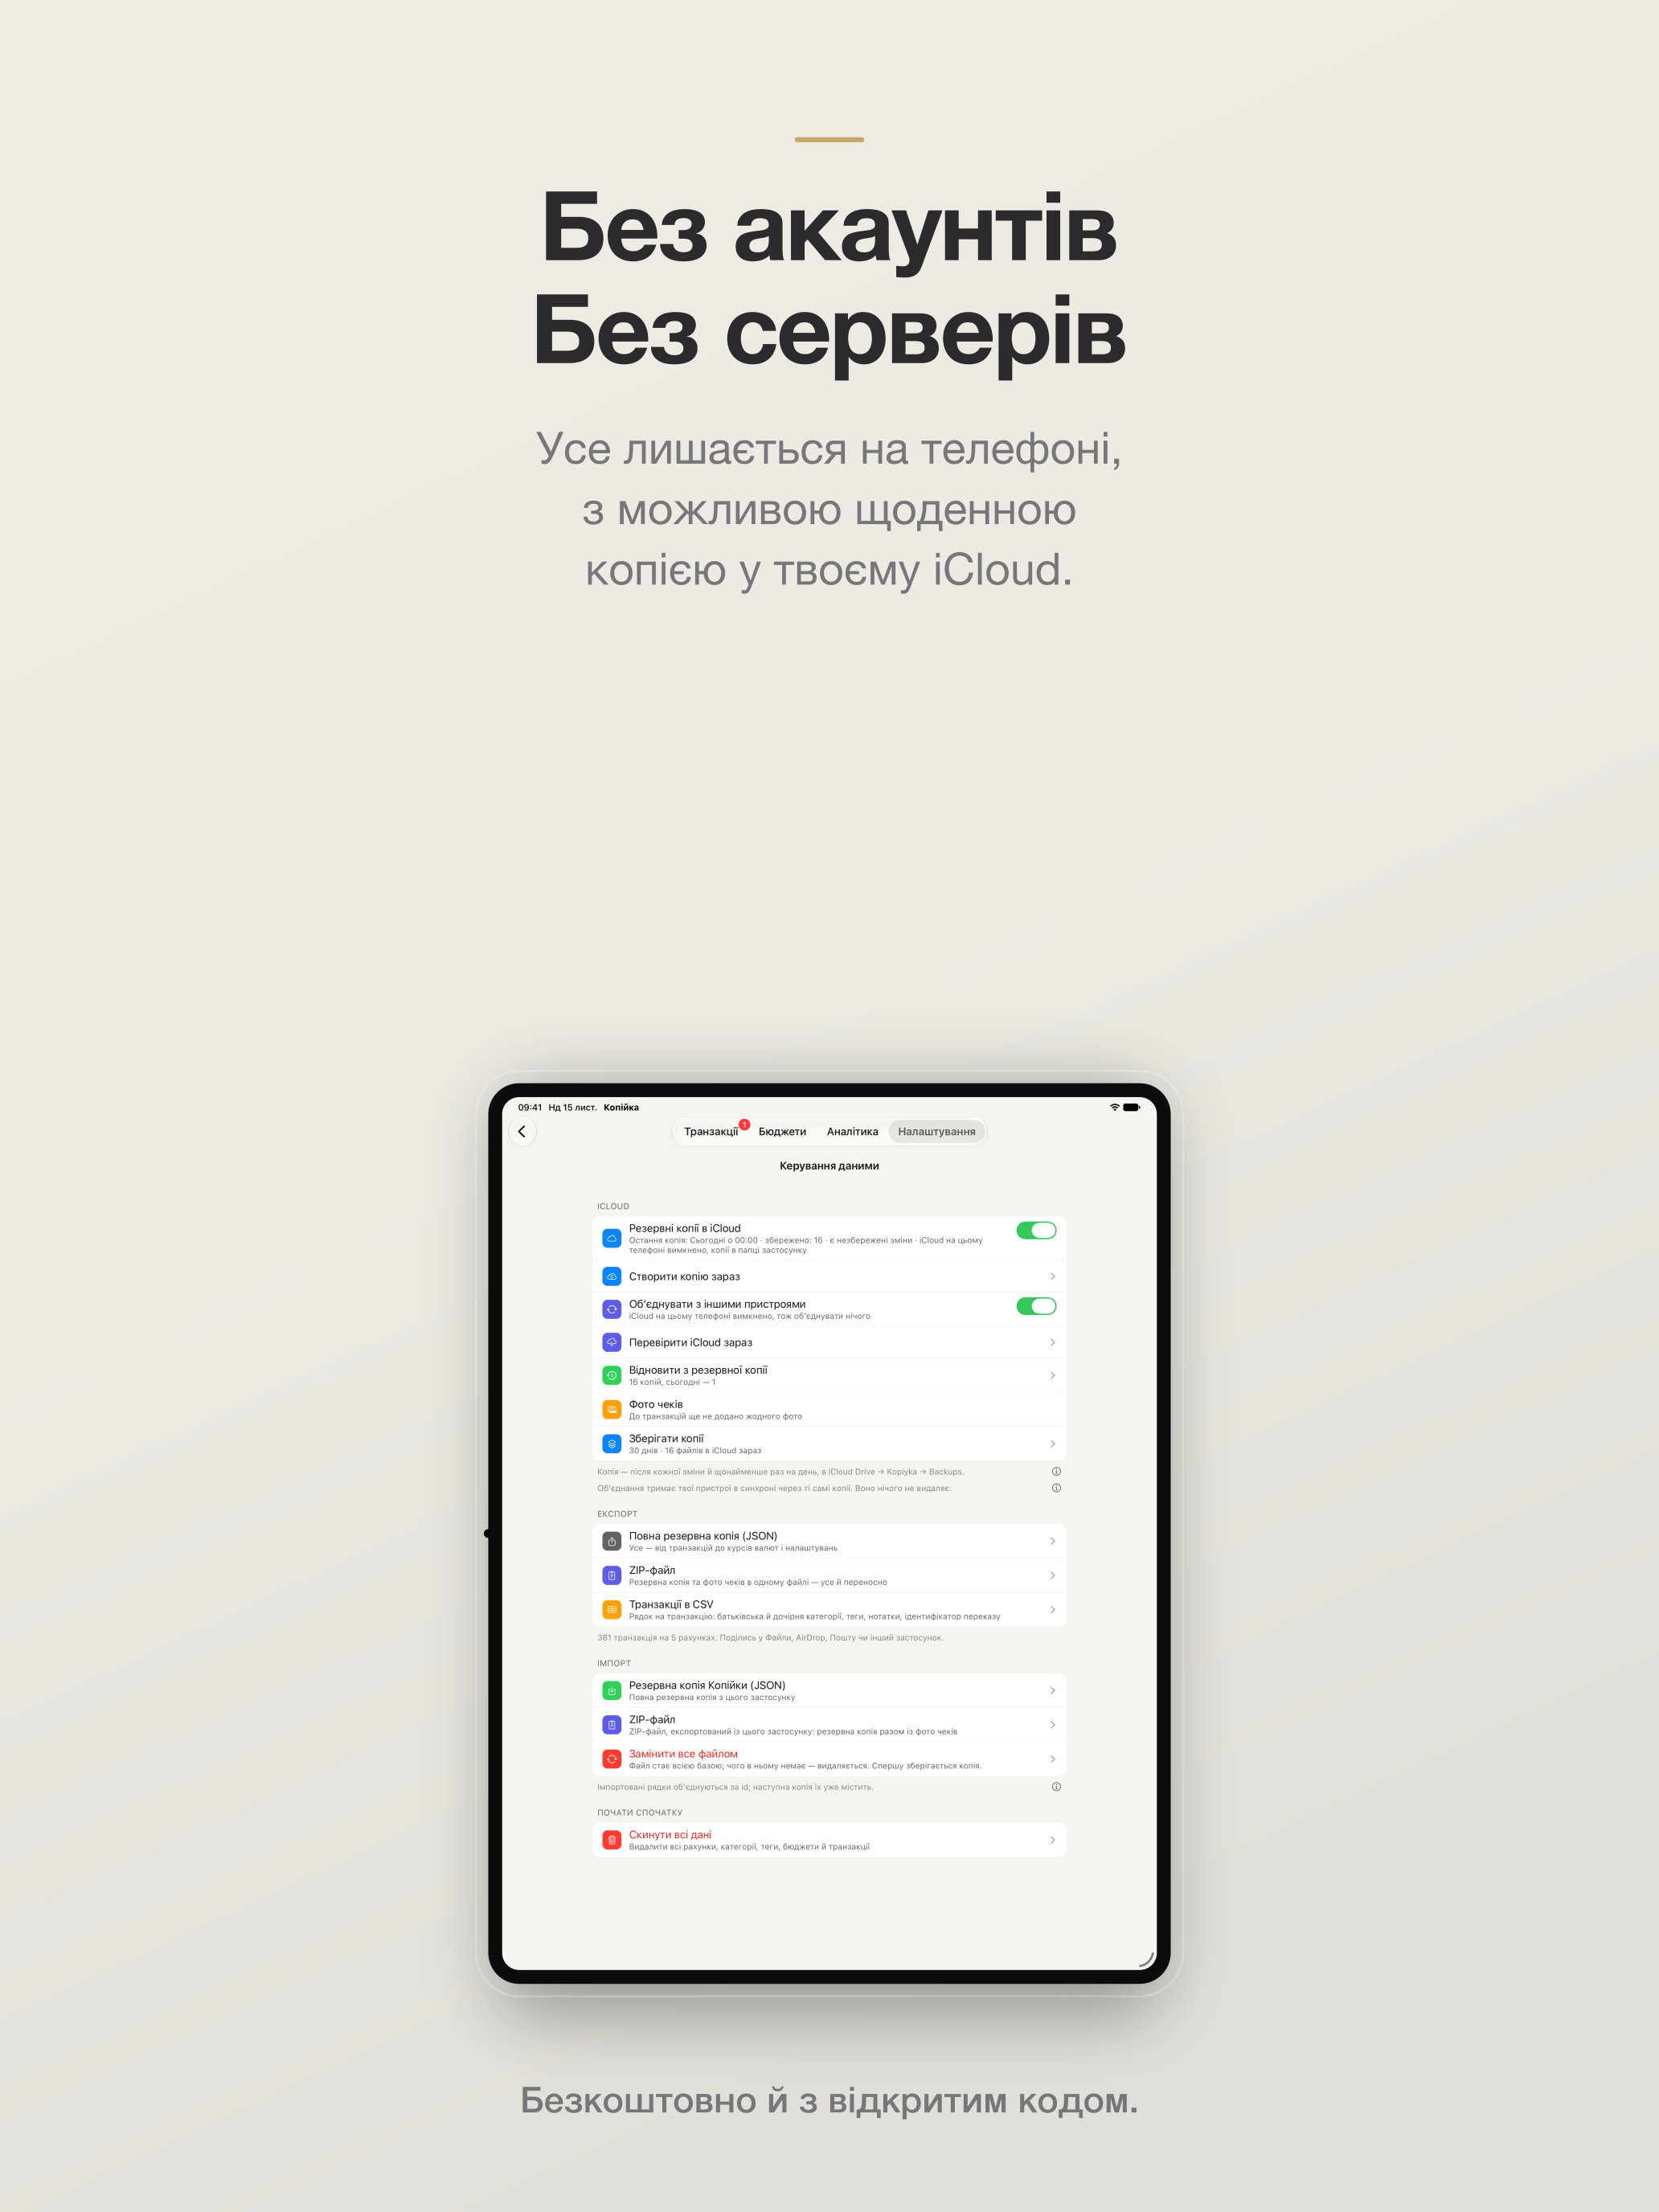 Без акаунтів
Без серверів
Усе лишається на телефоні,
з можливою щоденною
копією у твоєму iCloud.
09:41 Нд 15 лист. Копійка
Транзакції 1 Бюджети Аналітика Налаштування
Керування даними
ICLOUD
Резервні копії в iCloud
Остання копія: Сьогодні о 00:00 · збережено: 16 · є незбережені зміни · iCloud на цьому
телефоні вимкнено, копії в папці застосунку
Створити копію зараз
Об’єднувати з іншими пристроями
iCloud на цьому телефоні вимкнено, тож об’єднувати нічого
Перевірити iCloud зараз
Відновити з резервної копії
16 копій, сьогодні — 1
Фото чеків
До транзакцій ще не додано жодного фото
Зберігати копії
30 днів · 16 файлів в iCloud зараз
Копія — після кожної зміни й щонайменше раз на день, в iCloud Drive → Kopiyka → Backups.
Об’єднання тримає твої пристрої в синхроні через ті самі копії. Воно нічого не видаляє.
ЕКСПОРТ
Повна резервна копія (JSON)
Усе — від транзакцій до курсів валют і налаштувань
ZIP-файл
Резервна копія та фото чеків в одному файлі — усе й переносно
Транзакції в CSV
Рядок на транзакцію: батьківська й дочірня категорії, теги, нотатки, ідентифікатор переказу
381 транзакція на 5 рахунках. Поділись у Файли, AirDrop, Пошту чи інший застосунок.
ІМПОРТ
Резервна копія Копійки (JSON)
Повна резервна копія з цього застосунку
ZIP-файл
ZIP-файл, експортований із цього застосунку: резервна копія разом із фото чеків
Замінити все файлом
Файл стає всією базою; чого в ньому немає — видаляється. Спершу зберігається копія.
Імпортовані рядки об’єднуються за id; наступна копія їх уже містить.
ПОЧАТИ СПОЧАТКУ
Скинути всі дані
Видалити всі рахунки, категорії, теги, бюджети й транзакції
Безкоштовно й з відкритим кодом.